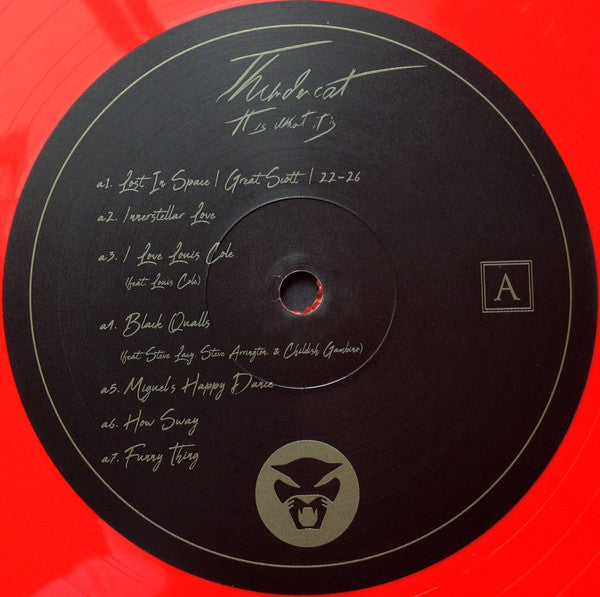 Thundercat
It is what it is
a1. Lost In Space / Great Scott / 22-26
a2. Innerstellar Love
a3. I Love Louis Cole
(feat. Louis Cole)
A
a4. Black Qualls
(feat. Steve Lacy, Steve Arrington, & Childish Gambino)
a5. Miguel's Happy Dance
a6. How Sway
a7. Funny Thing